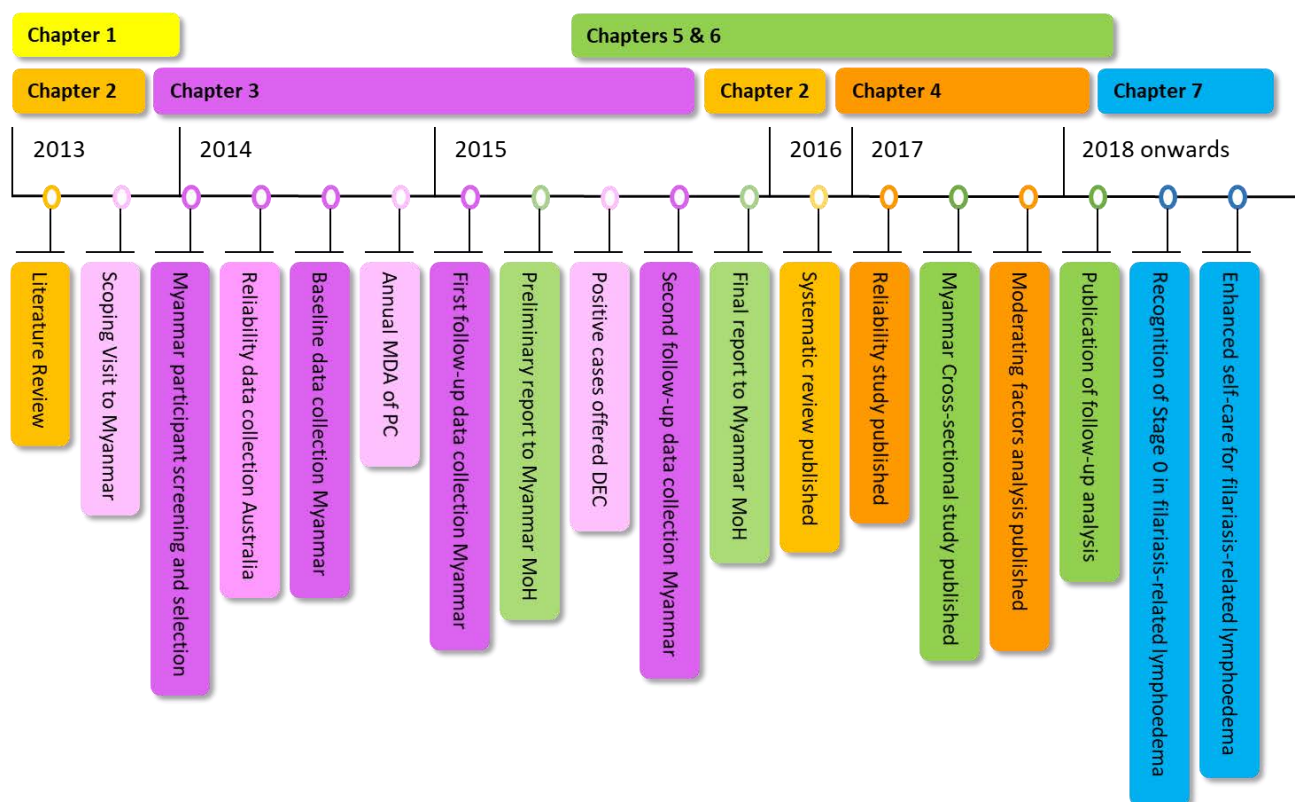 Chapter 1
Chapters 5 & 6
Chapter 2
Chapter 3
Chapter 2
Chapter 4
Chapter 7
2013
2014
2015
2016
2017
2018 onwards
Literature Review
Scoping Visit to Myanmar
Myanmar participant screening and selection
Reliability data collection Australia
Baseline data collection Myanmar
Annual MDA of PC
First follow-up data collection Myanmar
Preliminary report to Myanmar MoH
Positive cases offered DEC
Second follow-up data collection Myanmar
Final report to Myanmar MoH
Systematic review published
Reliability study published
Myanmar Cross-sectional study published
Moderating factors analysis published
Publication of follow-up analysis
Recognition of Stage 0 in filariasis-related lymphoedema
Enhanced self-care for filariasis-related lymphoedema